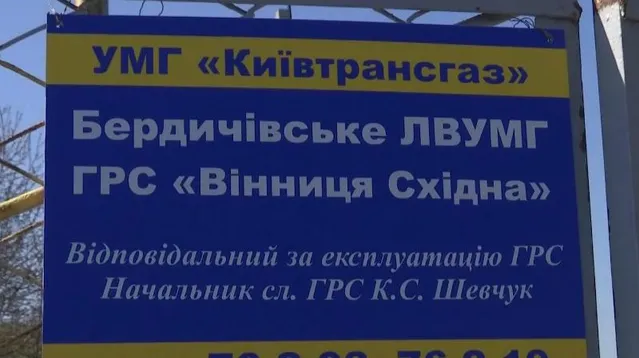 УМГ «Київтрансгаз»
Бердичівське ЛВУМГ
ГРС «Вінниця Східна»
Відповідальний за експлуатацію ГРС
Начальник сл. ГРС К.С. Шевчук